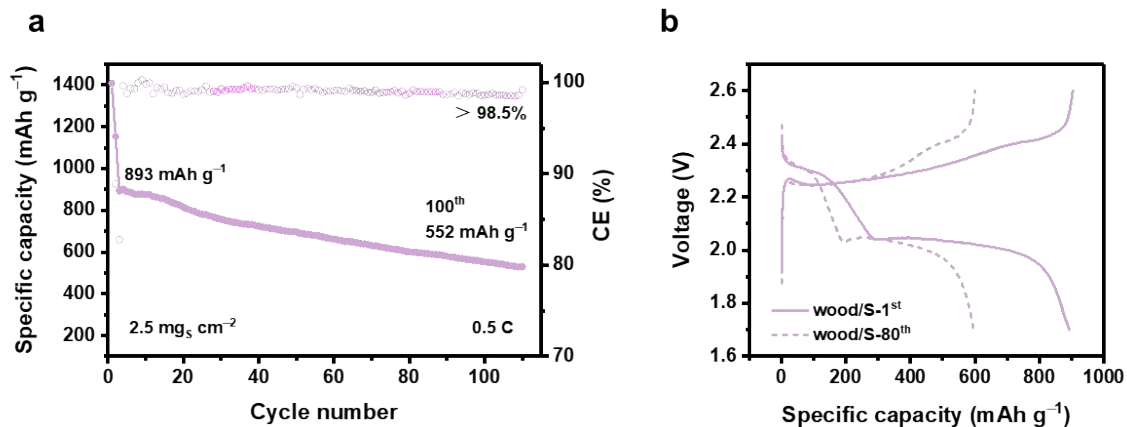 a
Specific capacity (mAh g⁻¹)
1400
1200
1000
800
600
400
200
893 mAh g⁻¹
> 98.5%
100ᵗʰ
552 mAh g⁻¹
2.5 mgₛ cm⁻²
0.5 C
100
90
80
70
CE (%)
0
20
40
60
80
100
Cycle number
b
Voltage (V)
2.6
2.4
2.2
2.0
1.8
1.6
wood/S-1ˢᵗ
wood/S-80ᵗʰ
0
200
400
600
800
1000
Specific capacity (mAh g⁻¹)